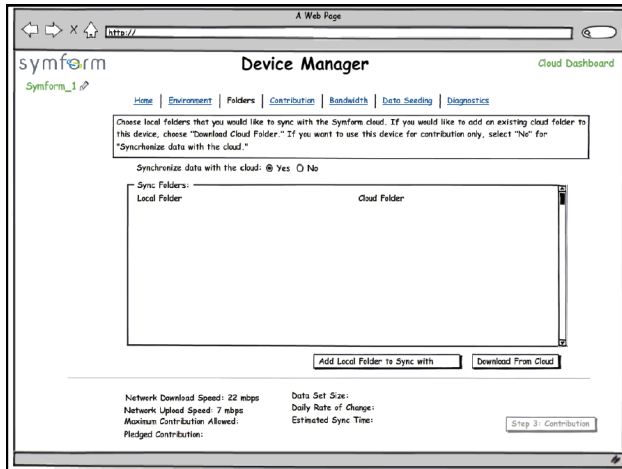 A Web Page
http://
symform
Device Manager
Cloud Dashboard
Symform_1
Home | Environment | Folders | Contribution | Bandwidth | Data Seeding | Diagnostics
Choose local folders that you would like to sync with the Symform cloud. If you would like to add an existing cloud folder to
this device, choose "Download Cloud Folder." If you want to use this device for contribution only, select "No" for
"Syncrhonize data with the cloud."
Synchronize data with the cloud: Yes No
Sync Folders:
Local Folder Cloud Folder
Add Local Folder to Sync with Download From Cloud
Network Download Speed: 22 mbps Data Set Size:
Network Upload Speed: 7 mbps Daily Rate of Change:
Maximum Contribution Allowed: Estimated Sync Time:
Step 3: Contribution
Pledged Contribution: